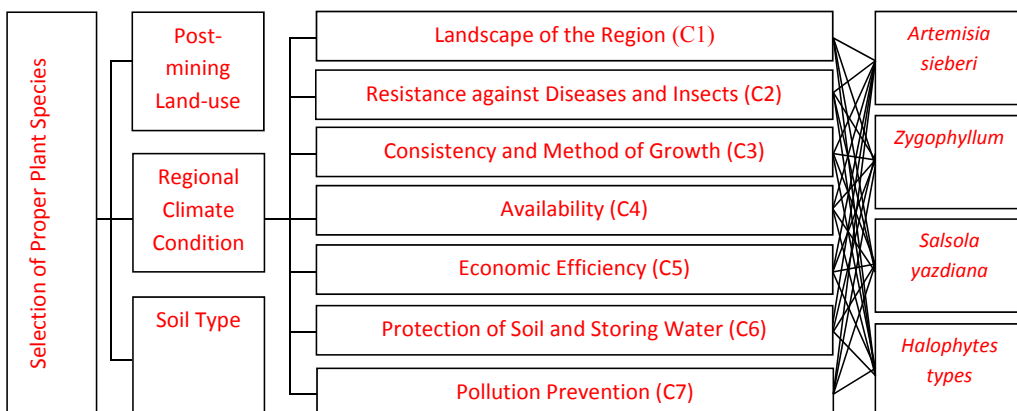 Selection of Proper Plant Species
Post-
mining
Land-use
Regional
Climate
Condition
Soil Type
Landscape of the Region (C1)
Resistance against Diseases and Insects (C2)
Consistency and Method of Growth (C3)
Availability (C4)
Economic Efficiency (C5)
Protection of Soil and Storing Water (C6)
Pollution Prevention (C7)
Artemisia
sieberi
Zygophyllum
Salsola
yazdiana
Halophytes
types